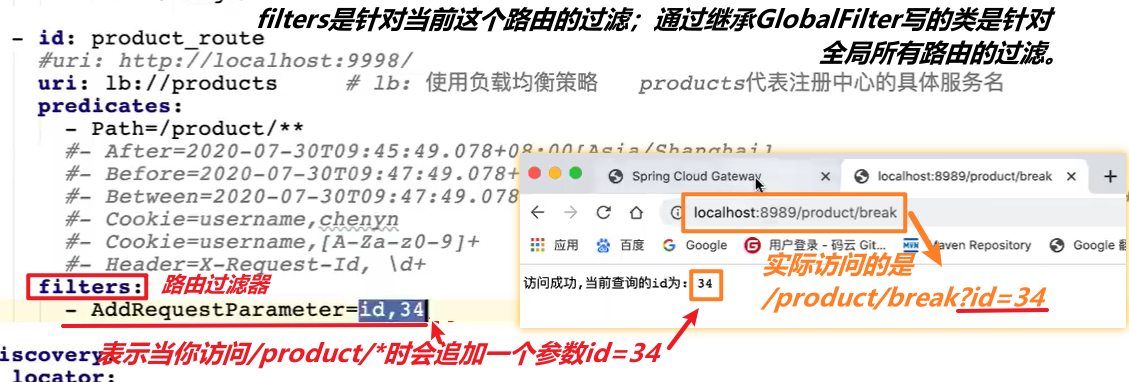 filters是针对当前这个路由的过滤；通过继承GlobalFilter写的类是针对
全局所有路由的过滤。
- id: product_route
#uri: http://localhost:9998/
uri: lb://products # lb: 使用负载均衡策略 products代表注册中心的具体服务名
predicates:
- Path=/product/**
#- After=2020-07-30T09:45:49.078+08:00[Asia/Shanghai]
#- Before=2020-07-30T09:47:49.078+
#- Between=2020-07-30T09:47:49.078
#- Cookie=username,chenyn
#- Cookie=username,[A-Za-z0-9]+
#- Header=X-Request-Id, \d+
filters: 路由过滤器
- AddRequestParameter=id,34
表示当你访问/product/*时会追加一个参数id=34
iscovery:
locator:
Spring Cloud Gateway
localhost:8989/product/break
localhost:8989/product/break
应用 百度 Google 用户登录 - 码云 Git... Maven Repository Google
访问成功,当前查询的id为: 34
实际访问的是
/product/break?id=34